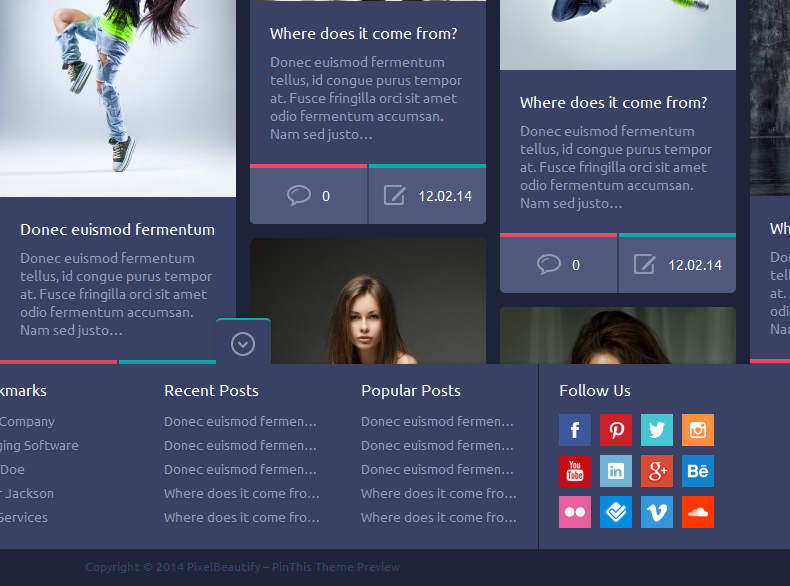 Where does it come from?
Donec euismod fermentum
tellus, id congue purus tempor
at. Fusce fringilla orci sit amet
odio fermentum accumsan.
Nam sed justo...
0
12.02.14
Where does it come from?
Donec euismod fermentum
tellus, id congue purus tempor
at. Fusce fringilla orci sit amet
odio fermentum accumsan.
Nam sed justo...
0
12.02.14
Donec euismod fermentum
Donec euismod fermentum
tellus, id congue purus tempor
at. Fusce fringilla orci sit amet
odio fermentum accumsan.
Nam sed justo...
at.
kmarks
Company
ging Software
Doe
r Jackson
Services
Recent Posts
Donec euismod fermen...
Donec euismod fermen...
Donec euismod fermen...
Where does it come fro...
Where does it come fro...
Popular Posts
Donec euismod fermen...
Donec euismod fermen...
Donec euismod fermen...
Where does it come fro...
Where does it come fro...
Follow Us
You Tube
in
g+
Bē
Copyright © 2014 PixelBeautify – PinThis Theme Preview